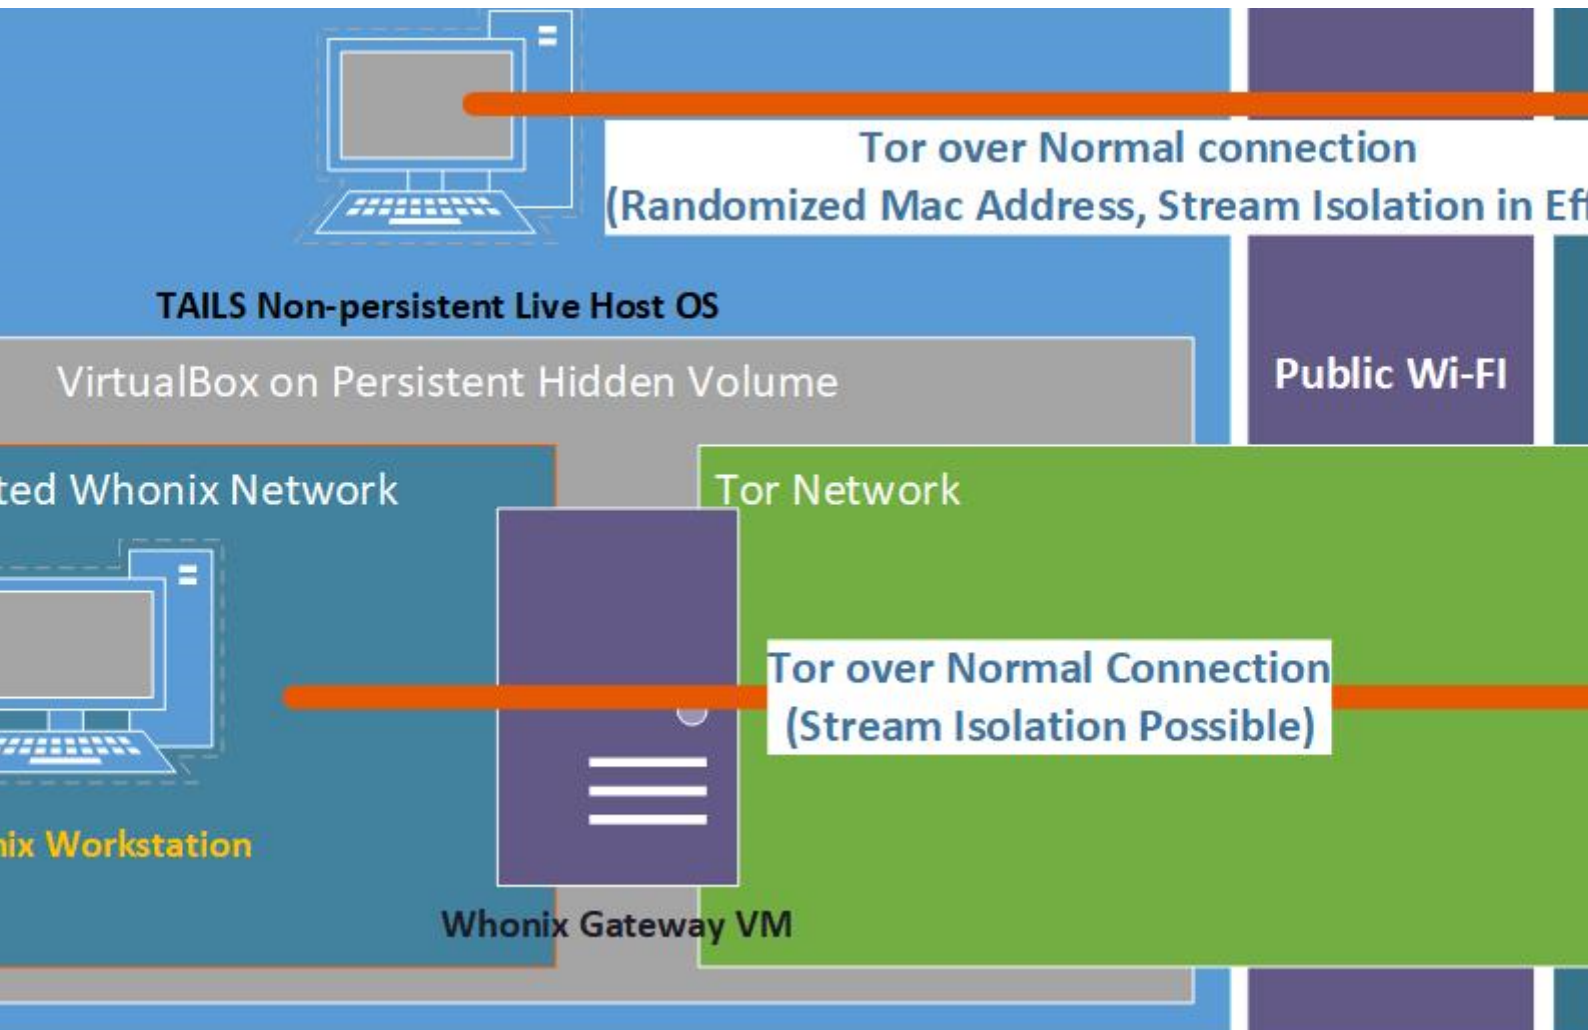 Tor over Normal connection
(Randomized Mac Address, Stream Isolation in Eff
TAILS Non-persistent Live Host OS
VirtualBox on Persistent Hidden Volume
Public Wi-FI
ted Whonix Network
Tor Network
Tor over Normal Connection
(Stream Isolation Possible)
nix Workstation
Whonix Gateway VM